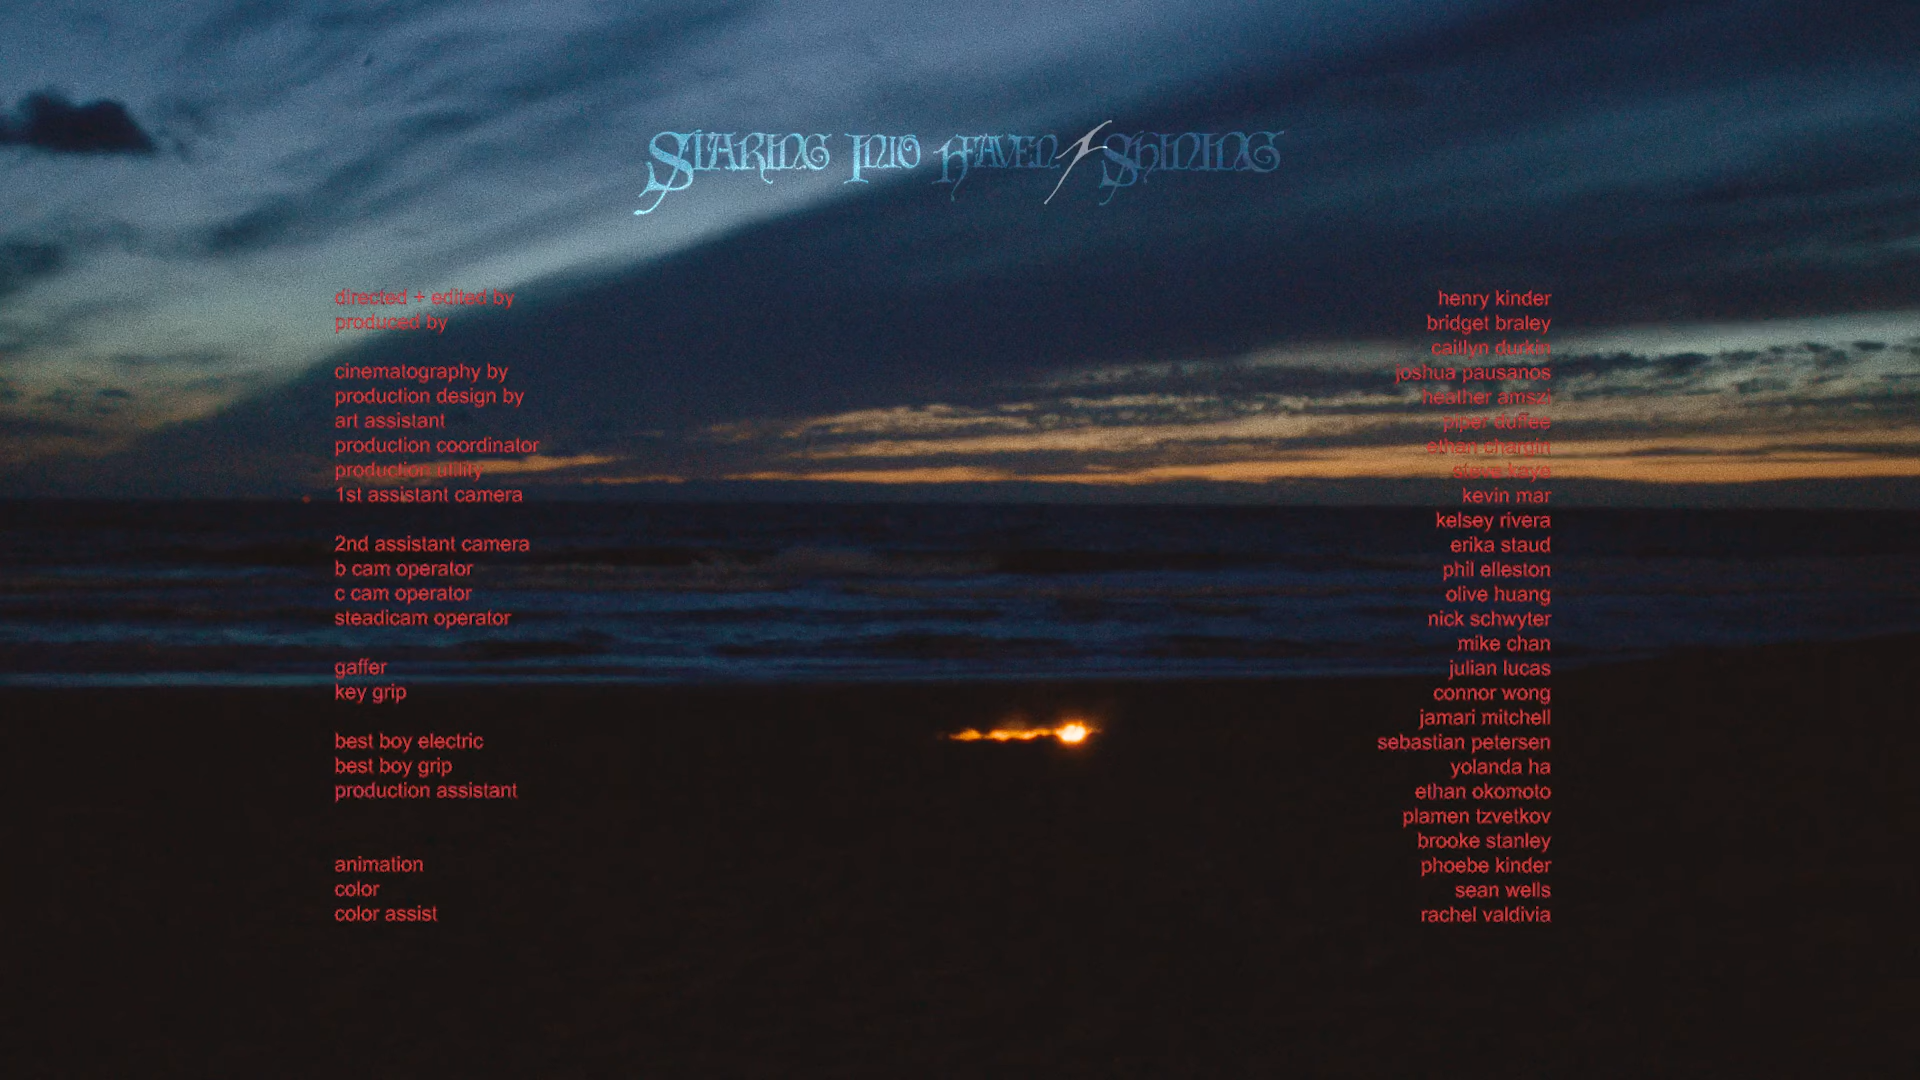 Staring Into Heaven / Shining
directed + edited by henry kinder
produced by bridget braley
caitlyn durkin
cinematography by joshua pausanos
production design by heather amszi
art assistant piper duffee
production coordinator ethan chargin
production utility steve kaye
1st assistant camera kevin mar
kelsey rivera
2nd assistant camera erika staud
b cam operator phil elleston
c cam operator olive huang
steadicam operator nick schwyter
mike chan
gaffer julian lucas
key grip connor wong
jamari mitchell
best boy electric sebastian petersen
best boy grip yolanda ha
production assistant ethan okomoto
plamen tzvetkov
brooke stanley
animation phoebe kinder
color sean wells
color assist rachel valdivia